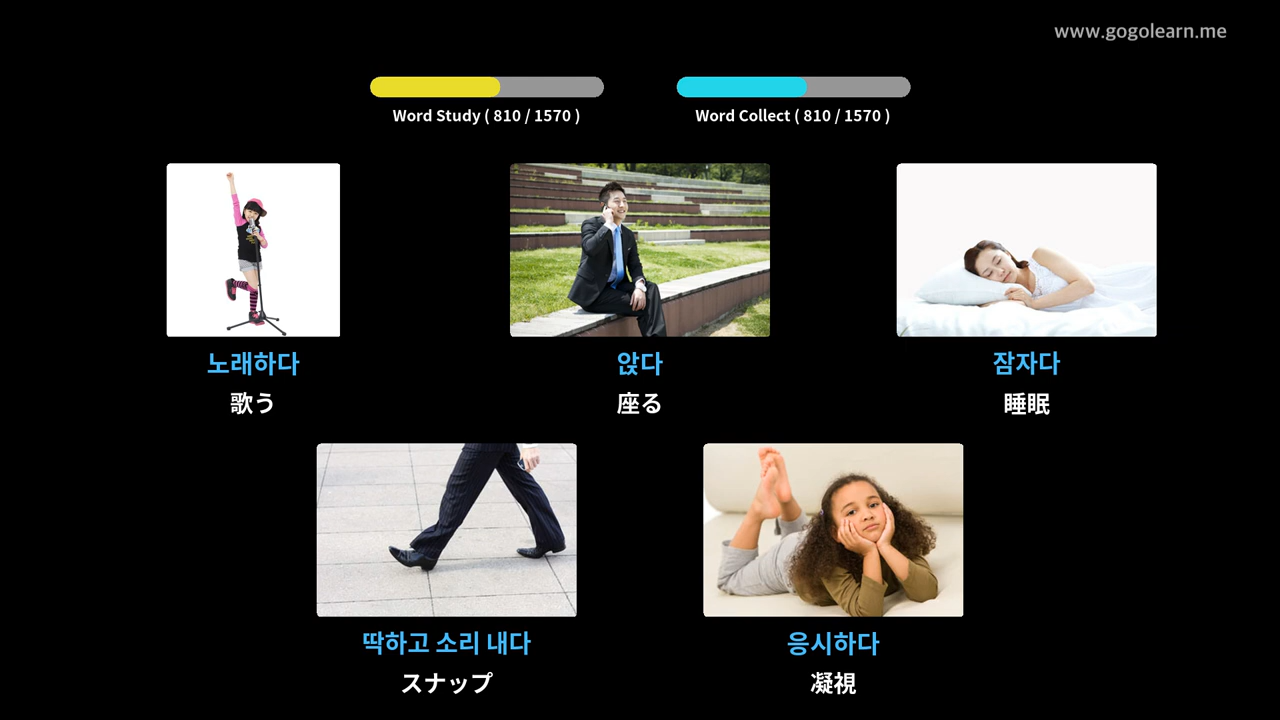 www.gogolearn.me
Word Study ( 810 / 1570 )
Word Collect ( 810 / 1570 )
노래하다
歌う
앉다
座る
잠자다
睡眠
딱하고 소리 내다
スナップ
응시하다
凝視